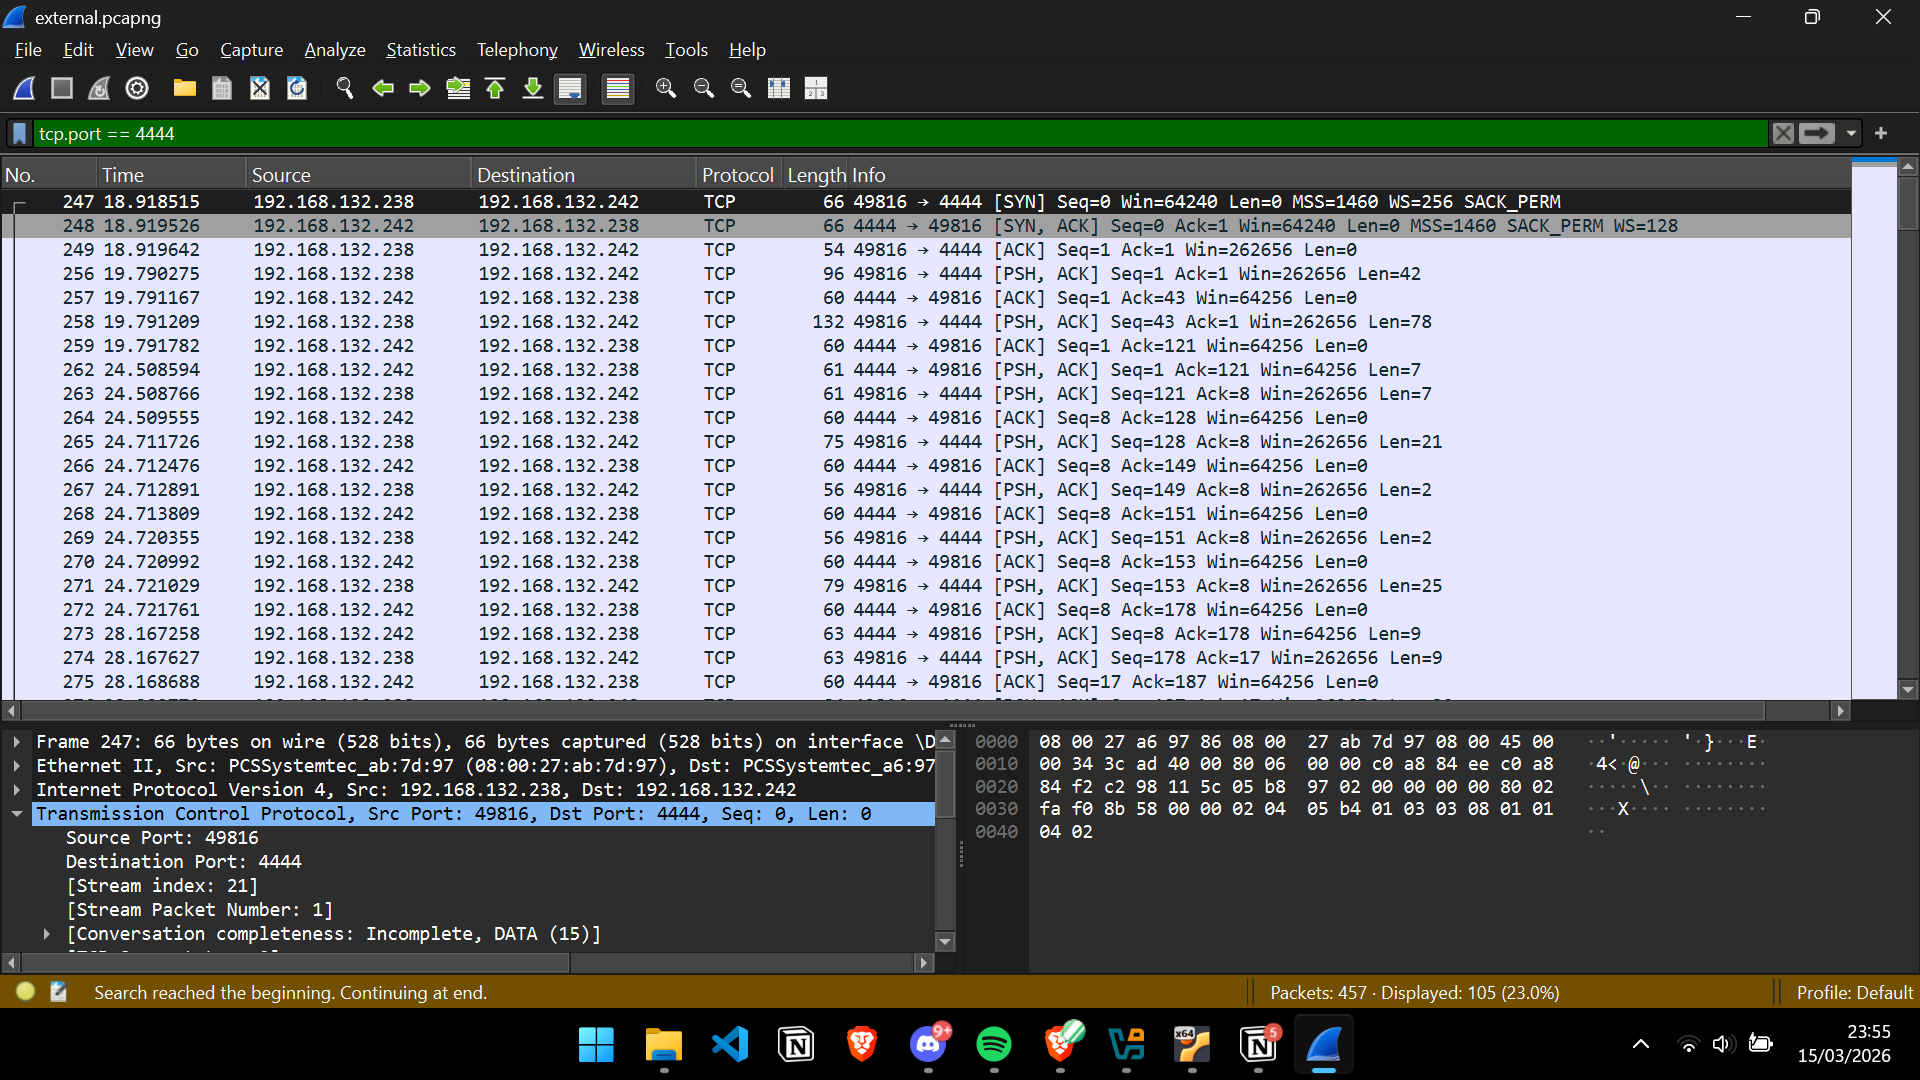 external.pcapng
File Edit View Go Capture Analyze Statistics Telephony Wireless Tools Help
tcp.port == 4444
No. Time Source Destination Protocol Length Info
247 18.918515 192.168.132.238 192.168.132.242 TCP 66 49816 → 4444 [SYN] Seq=0 Win=64240 Len=0 MSS=1460 WS=256 SACK_PERM
248 18.919526 192.168.132.242 192.168.132.238 TCP 66 4444 → 49816 [SYN, ACK] Seq=0 Ack=1 Win=64240 Len=0 MSS=1460 SACK_PERM WS=128
249 18.919642 192.168.132.238 192.168.132.242 TCP 54 49816 → 4444 [ACK] Seq=1 Ack=1 Win=262656 Len=0
256 19.790275 192.168.132.238 192.168.132.242 TCP 96 49816 → 4444 [PSH, ACK] Seq=1 Ack=1 Win=262656 Len=42
257 19.791167 192.168.132.242 192.168.132.238 TCP 60 4444 → 49816 [ACK] Seq=1 Ack=43 Win=64256 Len=0
258 19.791209 192.168.132.238 192.168.132.242 TCP 132 49816 → 4444 [PSH, ACK] Seq=43 Ack=1 Win=262656 Len=78
259 19.791782 192.168.132.242 192.168.132.238 TCP 60 4444 → 49816 [ACK] Seq=1 Ack=121 Win=64256 Len=0
262 24.508594 192.168.132.242 192.168.132.238 TCP 61 4444 → 49816 [PSH, ACK] Seq=1 Ack=121 Win=64256 Len=7
263 24.508766 192.168.132.238 192.168.132.242 TCP 61 49816 → 4444 [PSH, ACK] Seq=121 Ack=8 Win=262656 Len=7
264 24.509555 192.168.132.242 192.168.132.238 TCP 60 4444 → 49816 [ACK] Seq=8 Ack=128 Win=64256 Len=0
265 24.711726 192.168.132.238 192.168.132.242 TCP 75 49816 → 4444 [PSH, ACK] Seq=128 Ack=8 Win=262656 Len=21
266 24.712476 192.168.132.242 192.168.132.238 TCP 60 4444 → 49816 [ACK] Seq=8 Ack=149 Win=64256 Len=0
267 24.712891 192.168.132.238 192.168.132.242 TCP 56 49816 → 4444 [PSH, ACK] Seq=149 Ack=8 Win=262656 Len=2
268 24.713809 192.168.132.242 192.168.132.238 TCP 60 4444 → 49816 [ACK] Seq=8 Ack=151 Win=64256 Len=0
269 24.720355 192.168.132.238 192.168.132.242 TCP 56 49816 → 4444 [PSH, ACK] Seq=151 Ack=8 Win=262656 Len=2
270 24.720992 192.168.132.242 192.168.132.238 TCP 60 4444 → 49816 [ACK] Seq=8 Ack=153 Win=64256 Len=0
271 24.721029 192.168.132.238 192.168.132.242 TCP 79 49816 → 4444 [PSH, ACK] Seq=153 Ack=8 Win=262656 Len=25
272 24.721761 192.168.132.242 192.168.132.238 TCP 60 4444 → 49816 [ACK] Seq=8 Ack=178 Win=64256 Len=0
273 28.167258 192.168.132.242 192.168.132.238 TCP 63 4444 → 49816 [PSH, ACK] Seq=8 Ack=178 Win=64256 Len=9
274 28.167627 192.168.132.238 192.168.132.242 TCP 63 49816 → 4444 [PSH, ACK] Seq=178 Ack=17 Win=262656 Len=9
275 28.168688 192.168.132.242 192.168.132.238 TCP 60 4444 → 49816 [ACK] Seq=17 Ack=187 Win=64256 Len=0
Frame 247: 66 bytes on wire (528 bits), 66 bytes captured (528 bits) on interface \D
Ethernet II, Src: PCSSystemtec_ab:7d:97 (08:00:27:ab:7d:97), Dst: PCSSystemtec_a6:97
Internet Protocol Version 4, Src: 192.168.132.238, Dst: 192.168.132.242
Transmission Control Protocol, Src Port: 49816, Dst Port: 4444, Seq: 0, Len: 0
Source Port: 49816
Destination Port: 4444
[Stream index: 21]
[Stream Packet Number: 1]
[Conversation completeness: Incomplete, DATA (15)]
0000 08 00 27 a6 97 86 08 00 27 ab 7d 97 08 00 45 00 ··'····· '·}···E·
0010 00 34 3c ad 40 00 80 06 00 00 c0 a8 84 ee c0 a8 ·4<·@··· ········
0020 84 f2 c2 98 11 5c 05 b8 97 02 00 00 00 00 80 02 ·····\·· ········
0030 fa f0 8b 58 00 00 02 04 05 b4 01 03 03 08 01 01 ···X···· ········
0040 04 02 ··
Search reached the beginning. Continuing at end.
Packets: 457 · Displayed: 105 (23.0%)
Profile: Default
9+
x64
5
23:55
15/03/2026